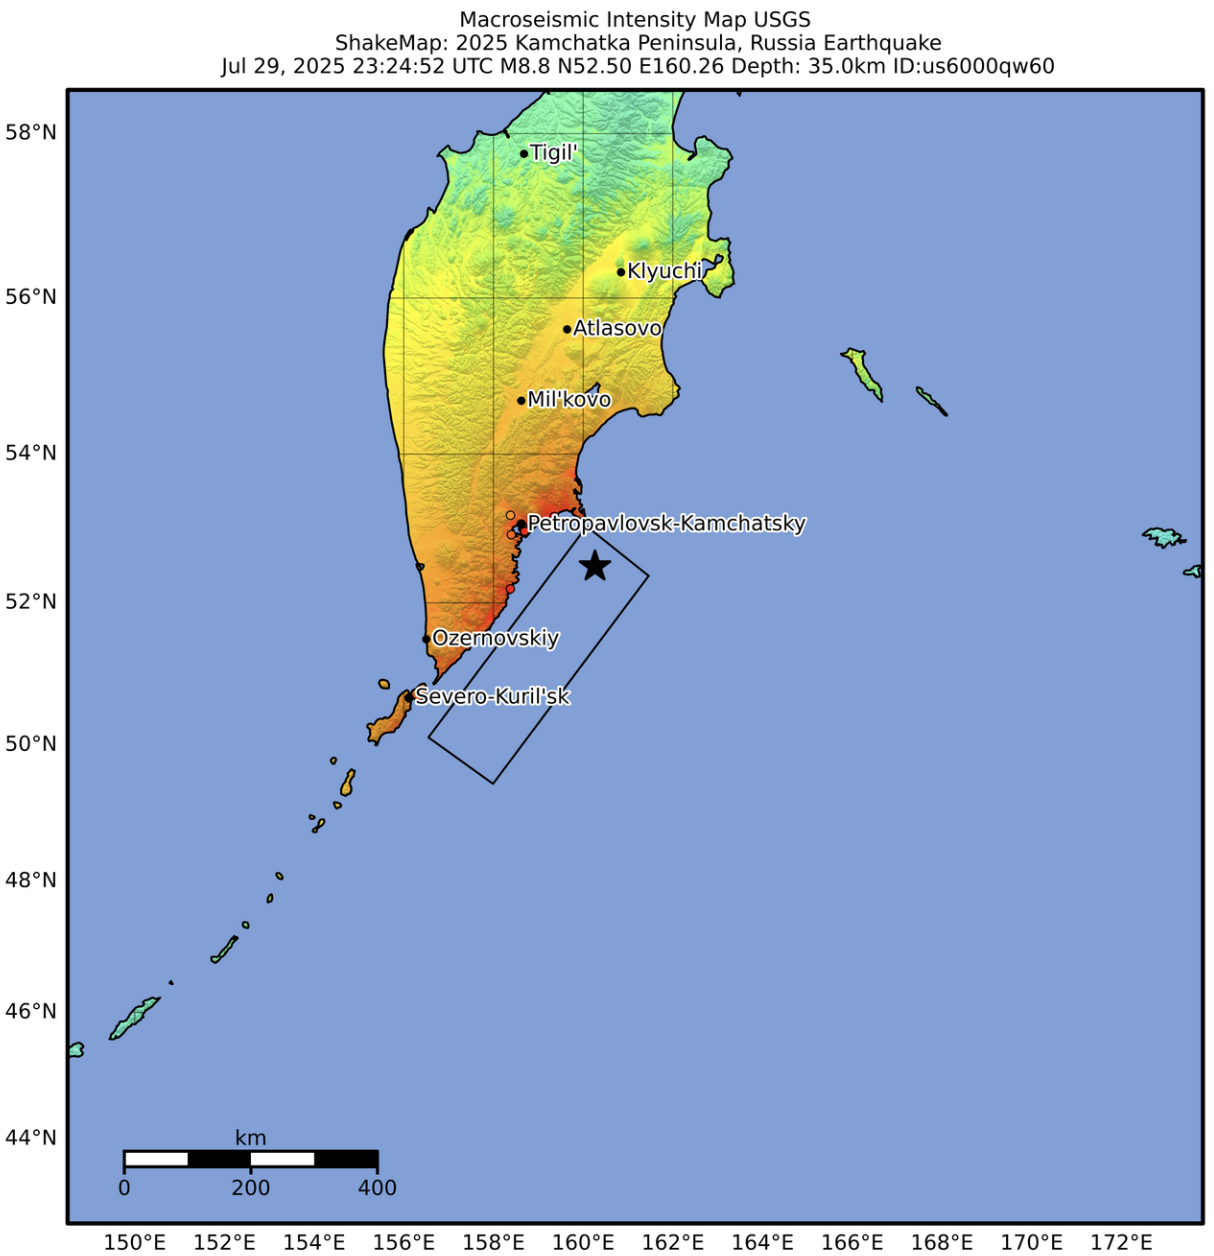 Macroseismic Intensity Map USGS
ShakeMap: 2025 Kamchatka Peninsula, Russia Earthquake
Jul 29, 2025 23:24:52 UTC M8.8 N52.50 E160.26 Depth: 35.0km ID:us6000qw60
58°N
Tigil'
Klyuchi
56°N
Atlasovo
Mil'kovo
54°N
Petropavlovsk-Kamchatsky
52°N
Ozernovskiy
Severo-Kuril'sk
50°N
48°N
46°N
44°N
km
0 200 400
150°E 152°E 154°E 156°E 158°E 160°E 162°E 164°E 166°E 168°E 170°E 172°E